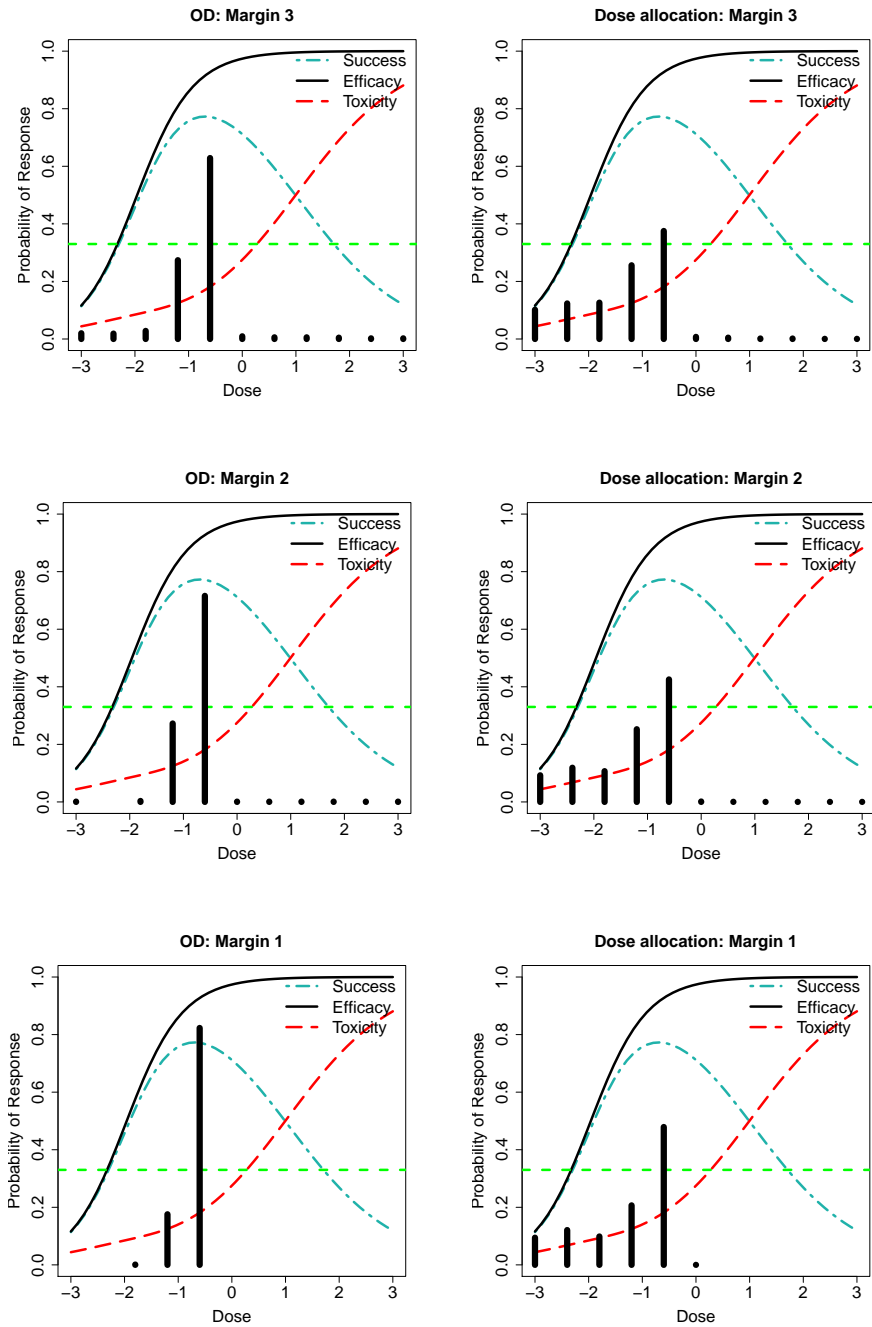 OD: Margin 3
Probability of Response
0.0 0.2 0.4 0.6 0.8 1.0
Success
Efficacy
Toxicity
−3 −2 −1 0 1 2 3
Dose
Dose allocation: Margin 3
Probability of Response
0.0 0.2 0.4 0.6 0.8 1.0
Success
Efficacy
Toxicity
−3 −2 −1 0 1 2 3
Dose
OD: Margin 2
Probability of Response
0.0 0.2 0.4 0.6 0.8 1.0
Success
Efficacy
Toxicity
−3 −2 −1 0 1 2 3
Dose
Dose allocation: Margin 2
Probability of Response
0.0 0.2 0.4 0.6 0.8 1.0
Success
Efficacy
Toxicity
−3 −2 −1 0 1 2 3
Dose
OD: Margin 1
Probability of Response
0.0 0.2 0.4 0.6 0.8 1.0
Success
Efficacy
Toxicity
−3 −2 −1 0 1 2 3
Dose
Dose allocation: Margin 1
Probability of Response
0.0 0.2 0.4 0.6 0.8 1.0
Success
Efficacy
Toxicity
−3 −2 −1 0 1 2 3
Dose